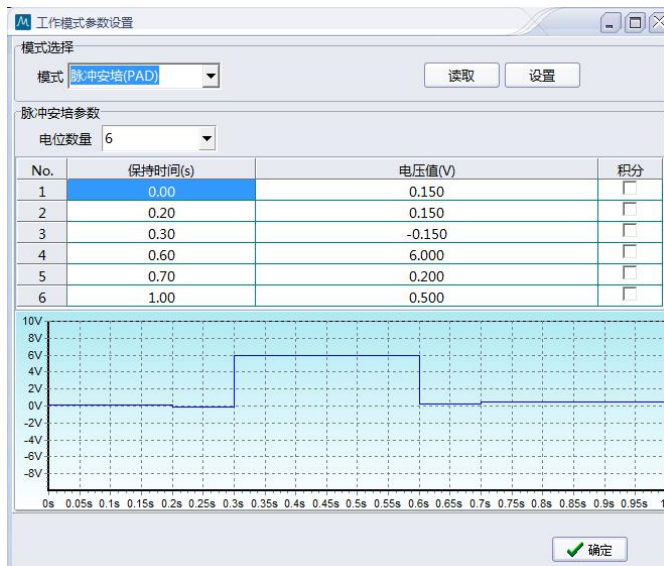 工作模式参数设置
模式选择
模式 脉冲安培(PAD) 读取 设置
脉冲安培参数
电位数量 6
No. 保持时间(s) 电压值(V) 积分
1 0.00 0.150
2 0.20 0.150
3 0.30 -0.150
4 0.60 6.000
5 0.70 0.200
6 1.00 0.500
10V
8V
6V
4V
2V
0V
-2V
-4V
-6V
-8V
0s 0.05s 0.1s 0.15s 0.2s 0.25s 0.3s 0.35s 0.4s 0.45s 0.5s 0.55s 0.6s 0.65s 0.7s 0.75s 0.8s 0.85s 0.9s 0.95s 1
确定